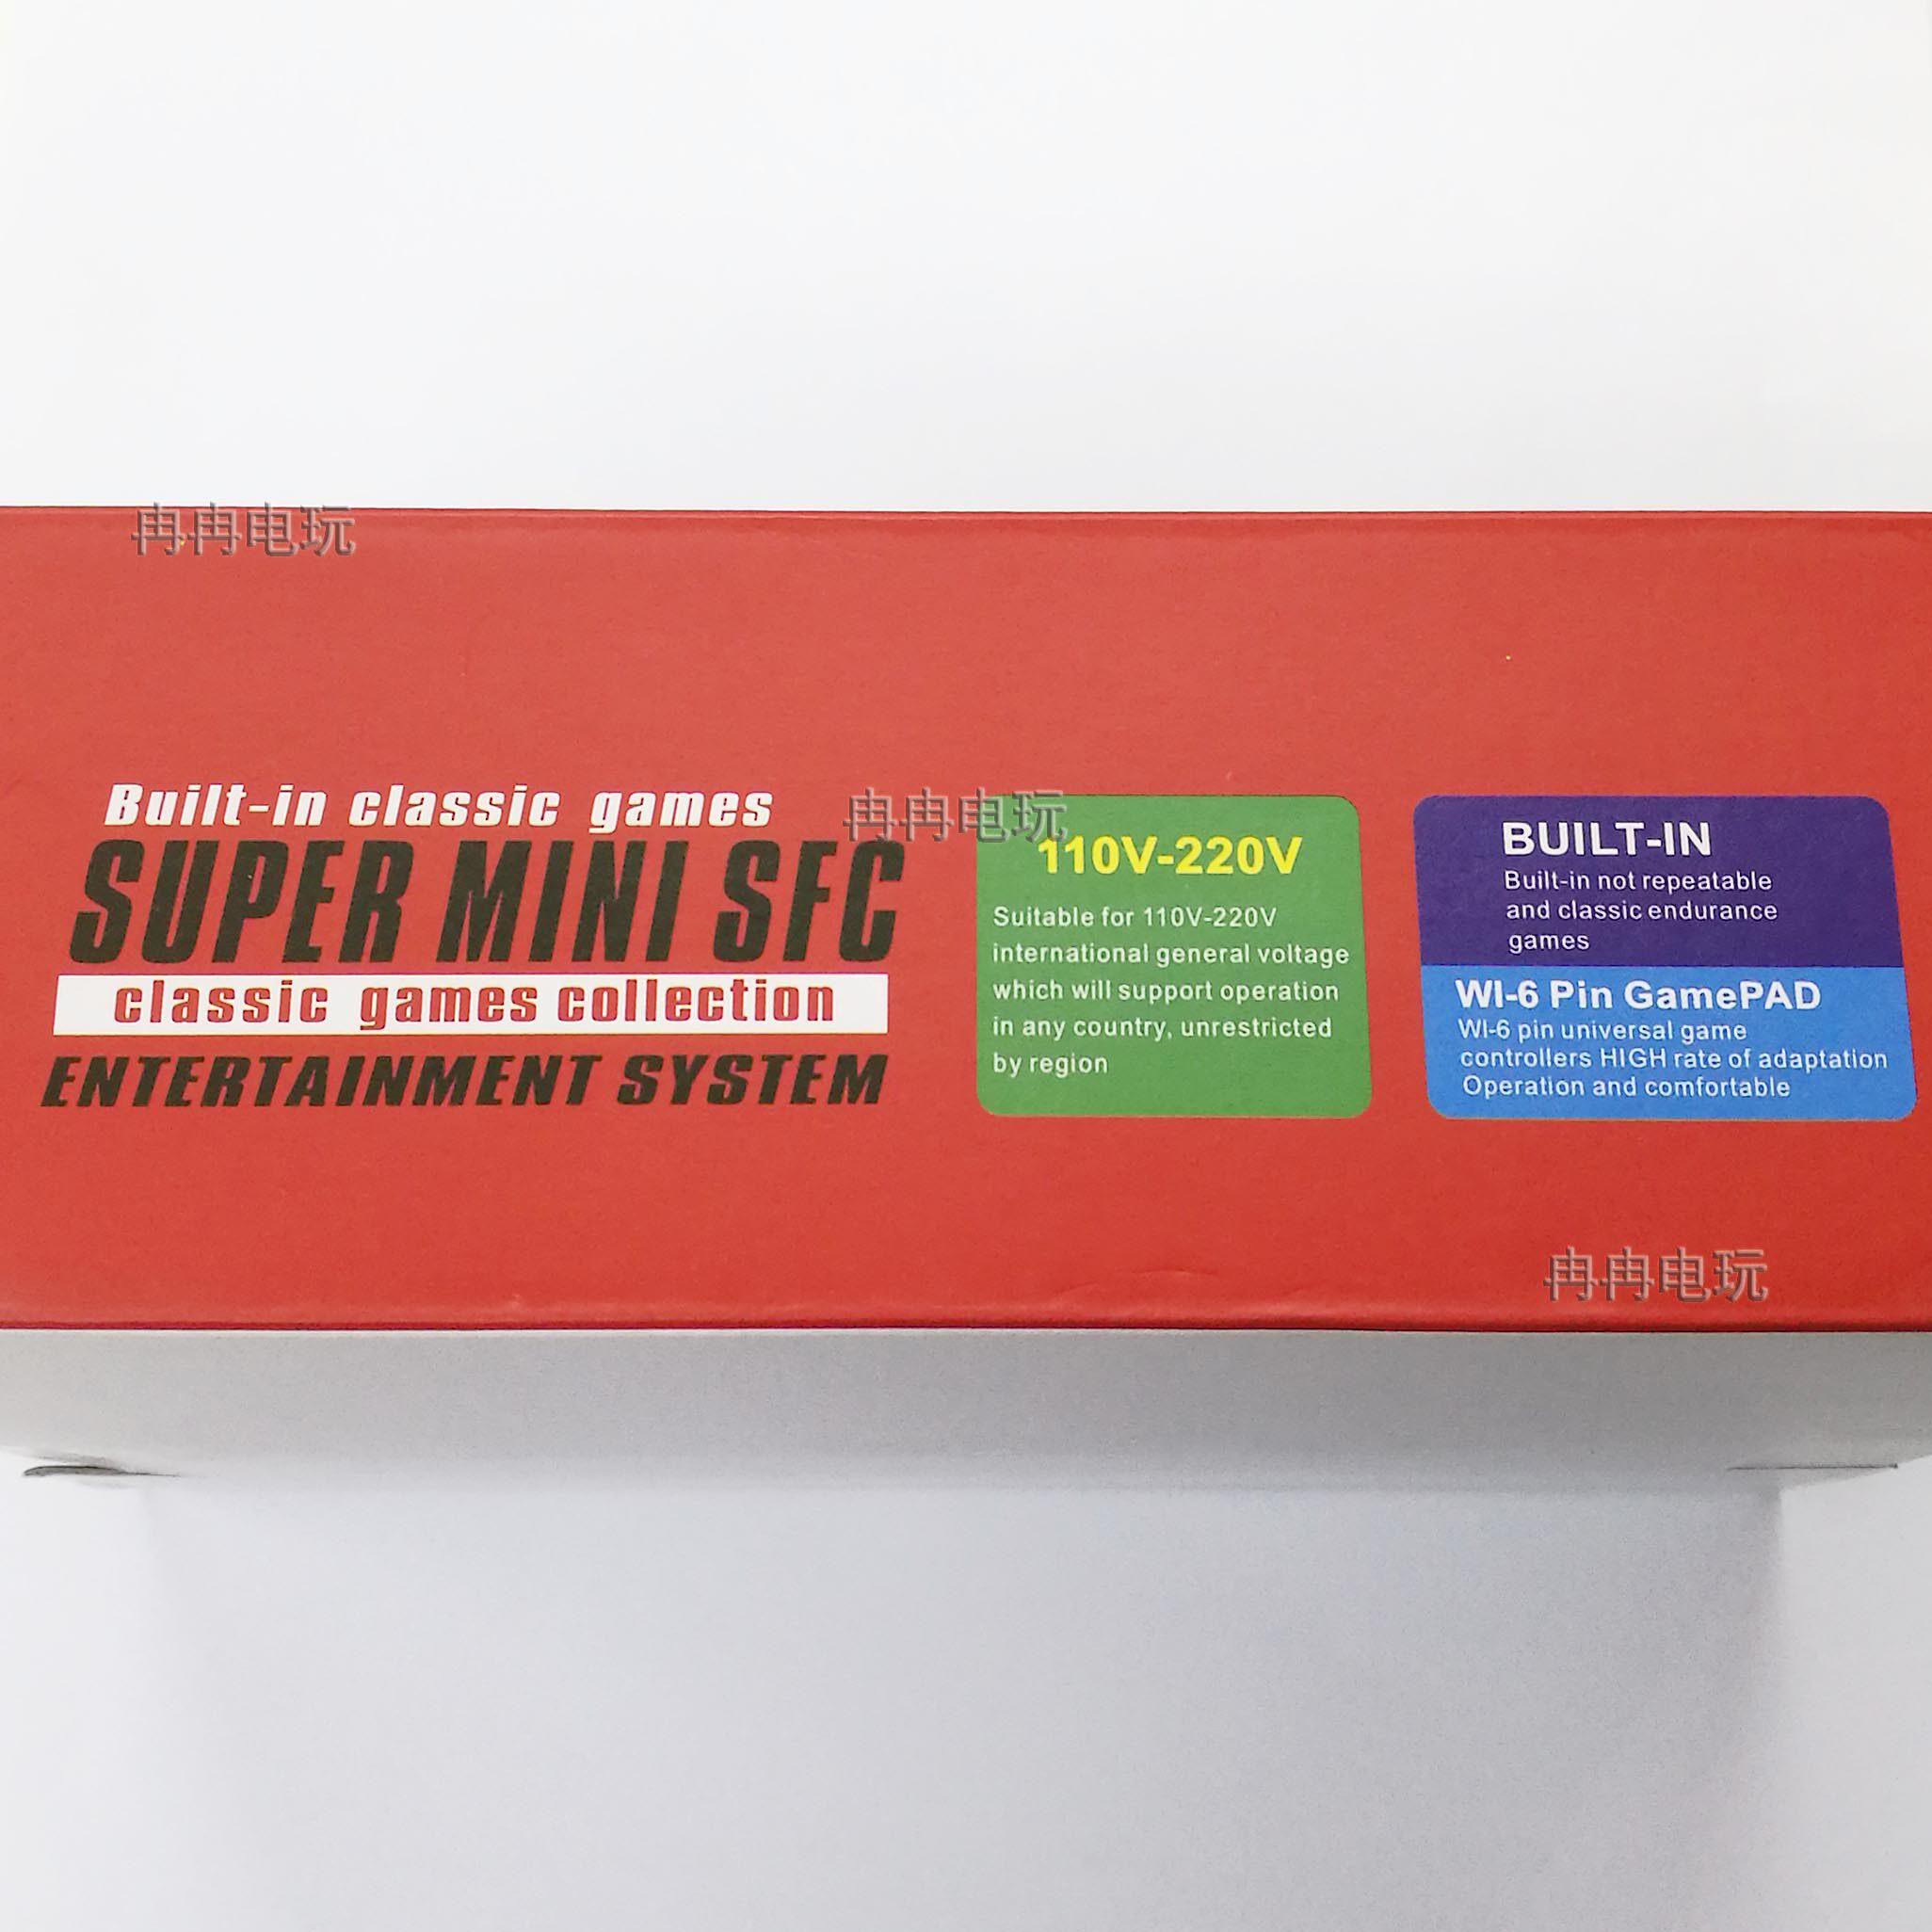 冉冉电玩
Built-in classic games
SUPER MINI SFC
classic games collection
ENTERTAINMENT SYSTEM
冉冉电玩
110V-220V
Suitable for 110V-220V
international general voltage
which will support operation
in any country, unrestricted
by region
BUILT-IN
Built-in not repeatable
and classic endurance
games
WI-6 Pin GamePAD
WI-6 pin universal game
controllers HIGH rate of adaptation
Operation and comfortable
冉冉电玩